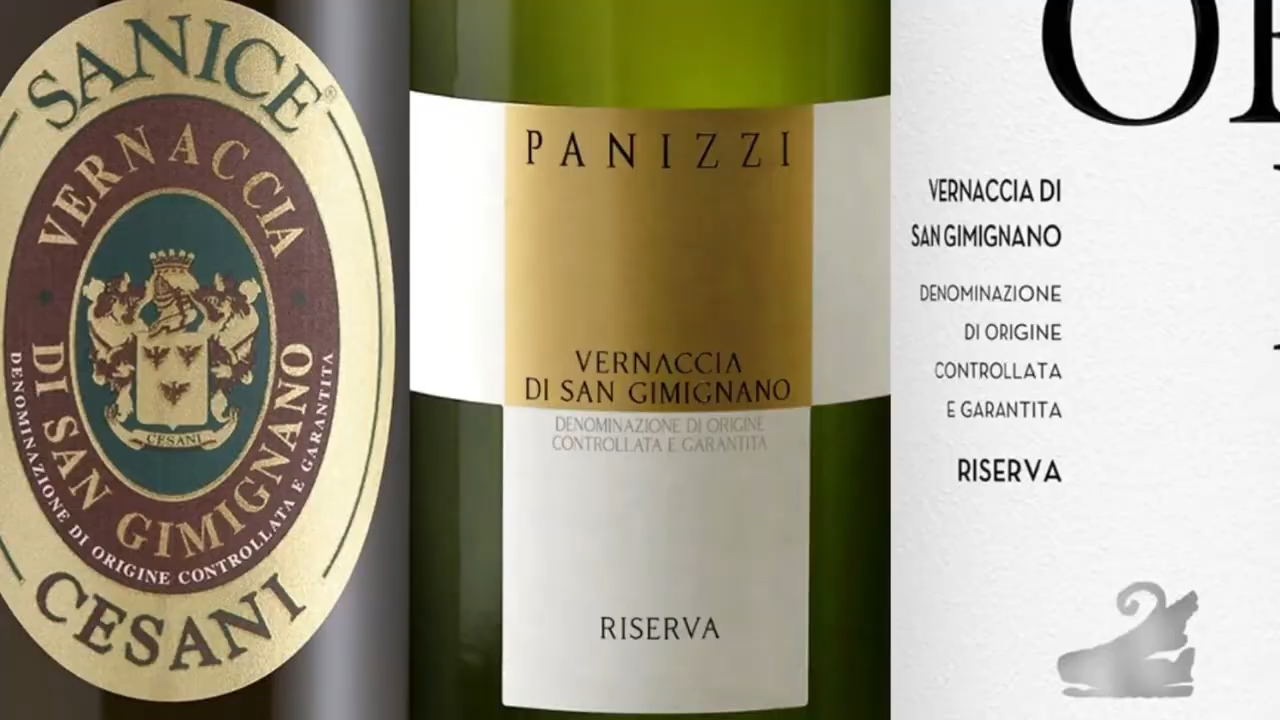 SANICE®
VERNACCIA
DI SAN GIMIGNANO
DENOMINAZIONE DI ORIGINE CONTROLLATA E GARANTITA
CESANI
CESANI
PANIZZI
VERNACCIA
DI SAN GIMIGNANO
DENOMINAZIONE DI ORIGINE
CONTROLLATA E GARANTITA
RISERVA
VERNACCIA DI
SAN GIMIGNANO
DENOMINAZIONE
DI ORIGINE
CONTROLLATA
E GARANTITA
RISERVA